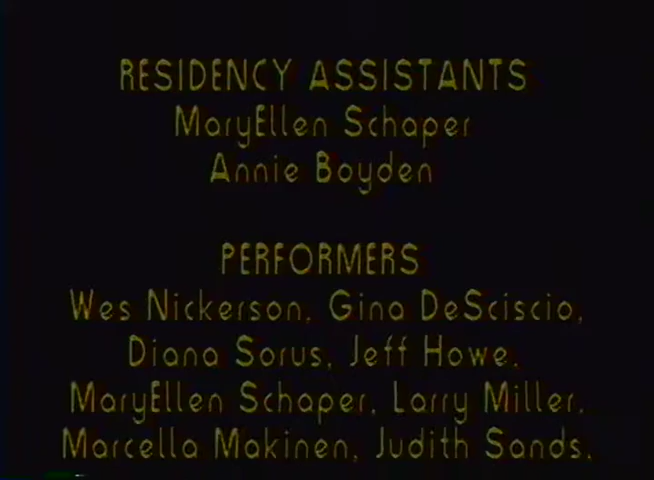 RESIDENCY ASSISTANTS
MaryEllen Schaper
Annie Boyden
PERFORMERS
Wes Nickerson, Gina DeSciscio,
Diana Sorus, Jeff Howe,
MaryEllen Schaper, Larry Miller,
Marcella Makinen, Judith Sands,